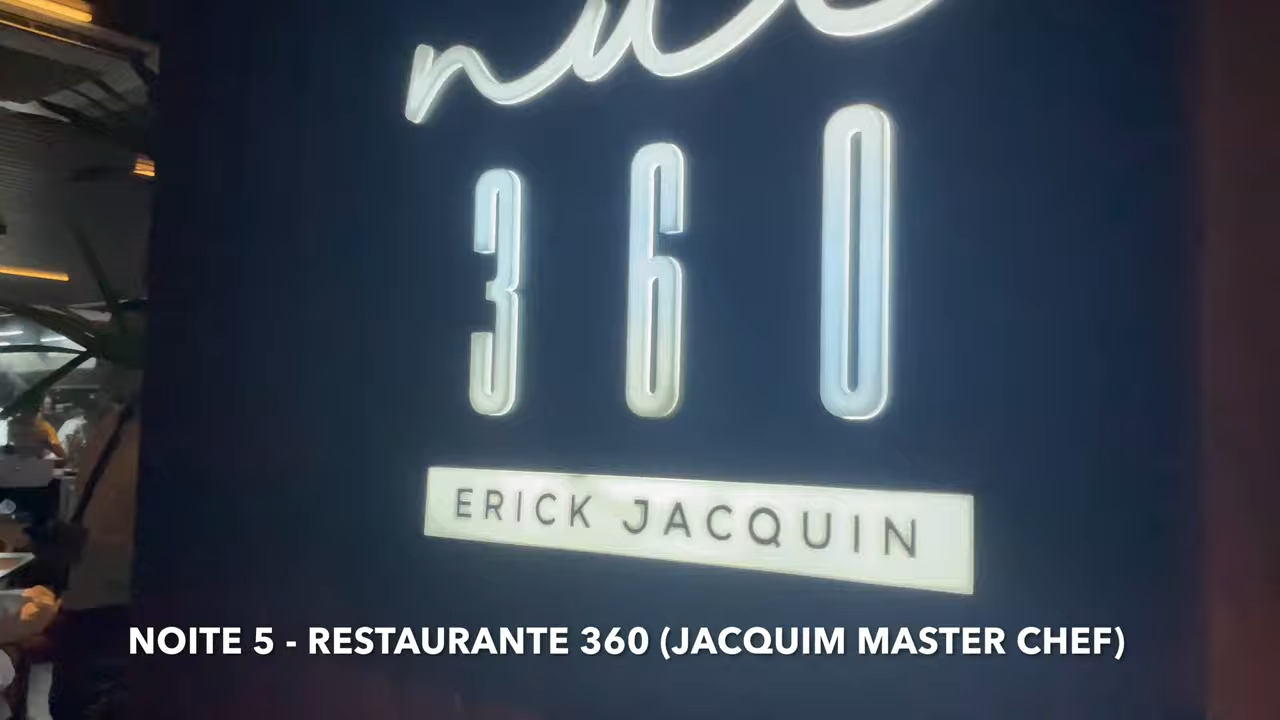 360
ERICK JACQUIN
NOITE 5 - RESTAURANTE 360 (JACQUIM MASTER CHEF)